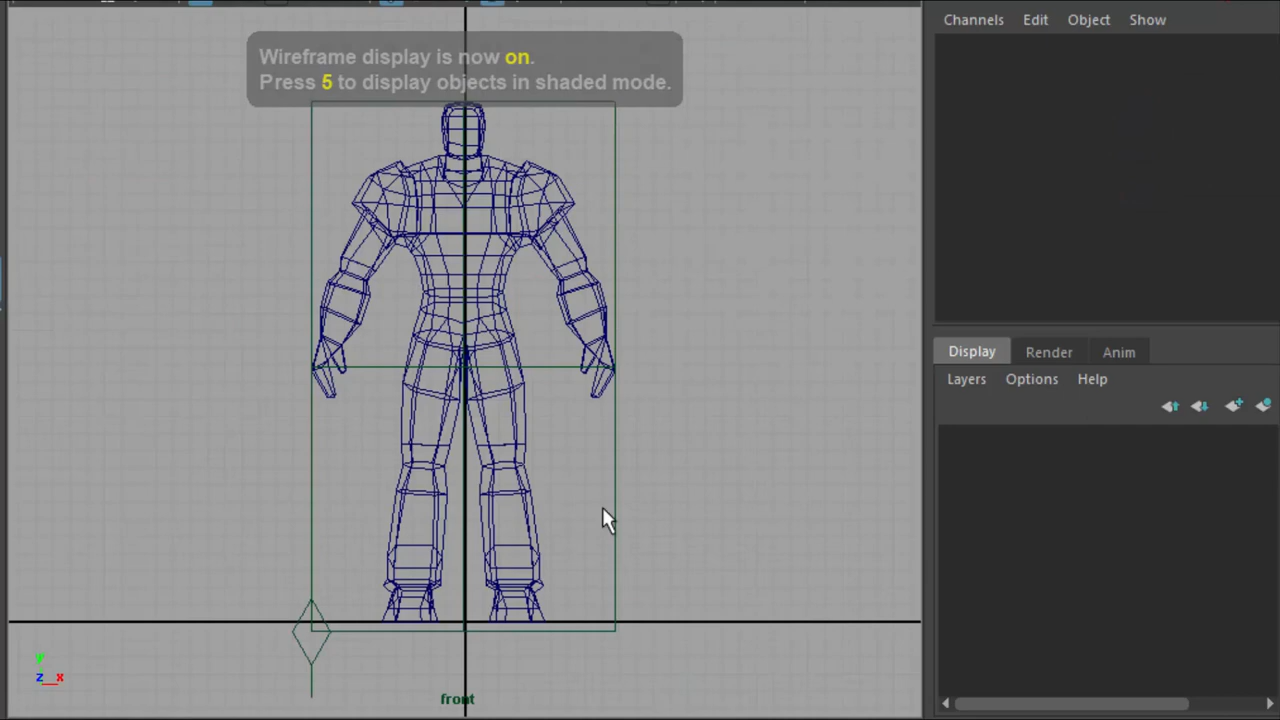 Channels Edit Object Show
Wireframe display is now on.
Press 5 to display objects in shaded mode.
Display Render Anim
Layers Options Help
y
z x
front